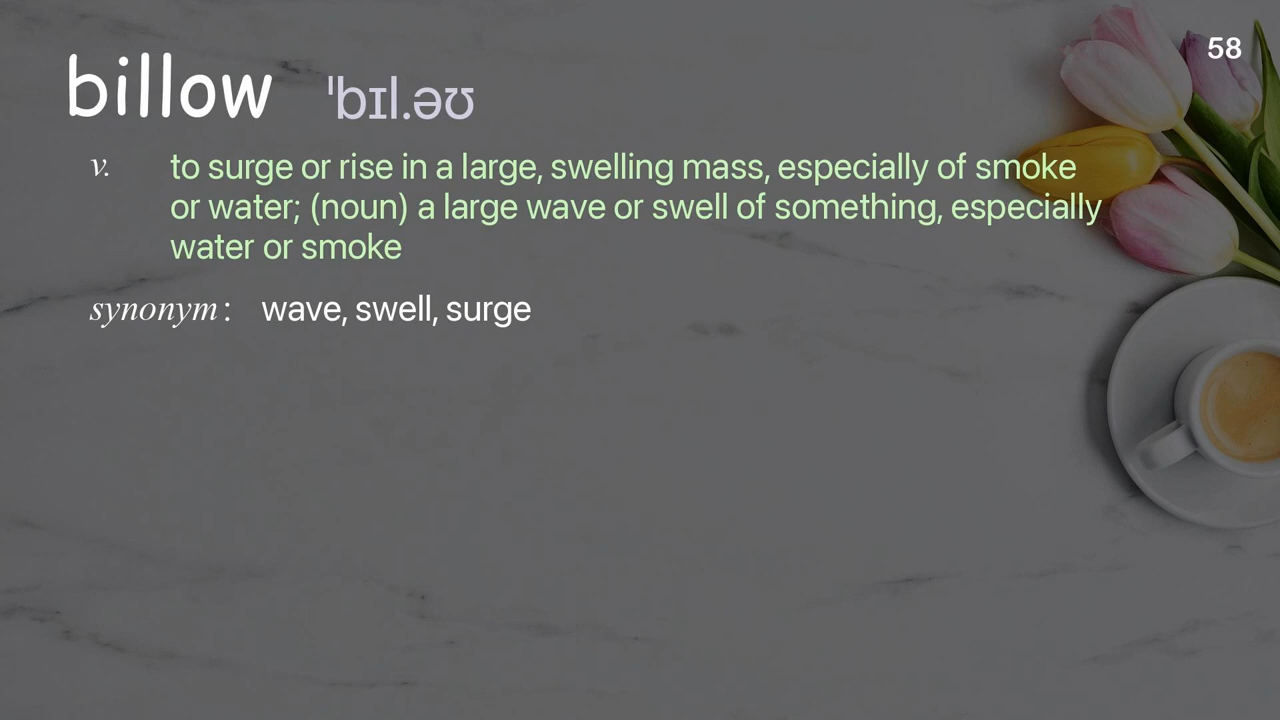 58
billow ˈbɪl.əʊ
v. to surge or rise in a large, swelling mass, especially of smoke
or water; (noun) a large wave or swell of something, especially
water or smoke
synonym: wave, swell, surge